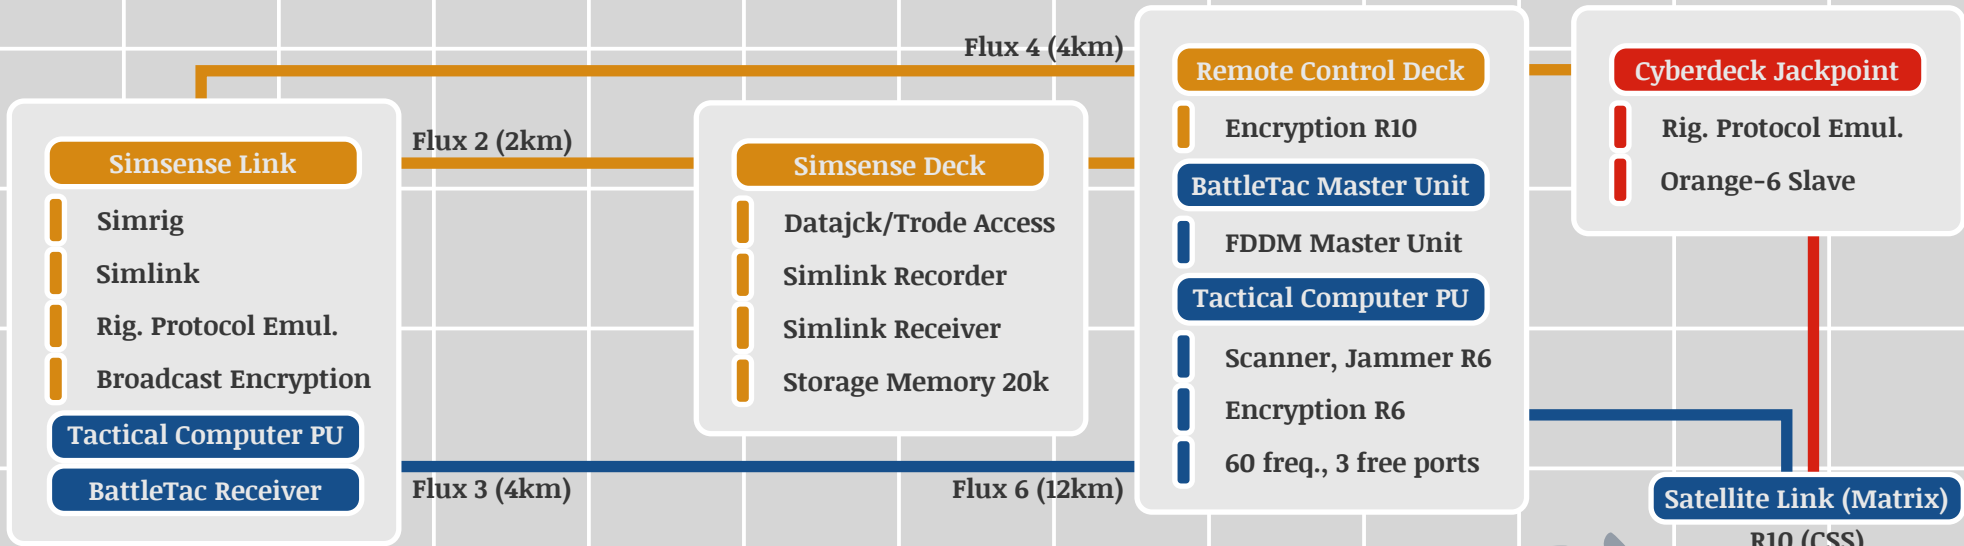 Flux 4 (4km)
Simsense Link
Simrig
Simlink
Rig. Protocol Emul.
Broadcast Encryption
Tactical Computer PU
BattleTac Receiver
Flux 2 (2km)
Flux 3 (4km)
Simsense Deck
Datajck/Trode Access
Simlink Recorder
Simlink Receiver
Storage Memory 20k
Flux 6 (12km)
Remote Control Deck
Encryption R10
BattleTac Master Unit
FDDM Master Unit
Tactical Computer PU
Scanner, Jammer R6
Encryption R6
60 freq., 3 free ports
Cyberdeck Jackpoint
Rig. Protocol Emul.
Orange-6 Slave
Satellite Link (Matrix)
R10 (CSS)